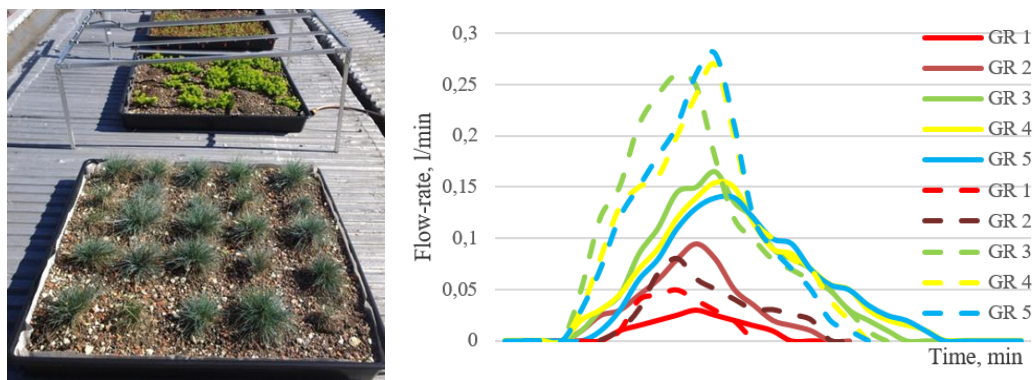 0,3
0,25
0,2
0,15
0,1
0,05
0
Flow-rate, l/min
Time, min
GR 1
GR 2
GR 3
GR 4
GR 5
GR 1
GR 2
GR 3
GR 4
GR 5